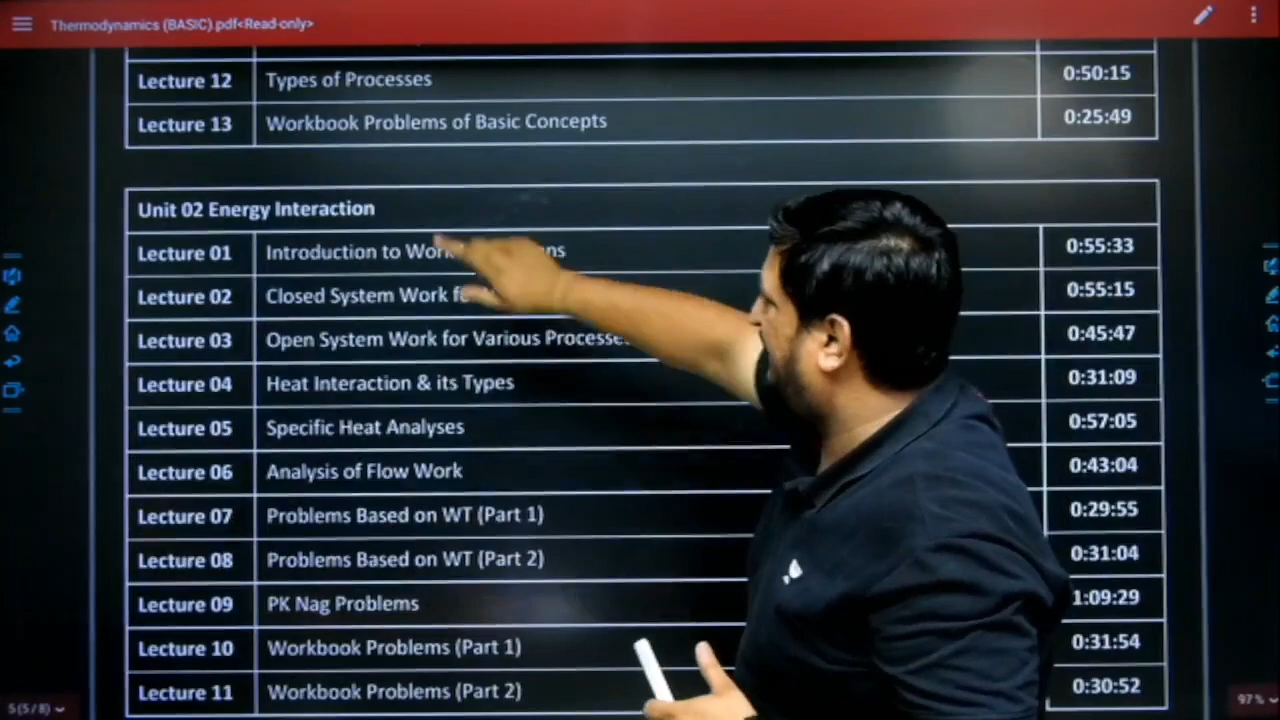 Thermodynamics (BASIC).pdf<Read-only>
Lecture 12 Types of Processes 0:50:15
Lecture 13 Workbook Problems of Basic Concepts 0:25:49
Unit 02 Energy Interaction
Lecture 01 Introduction to Work 0:55:33
Lecture 02 Closed System Work 0:55:15
Lecture 03 Open System Work for Various Processes 0:45:47
Lecture 04 Heat Interaction & its Types 0:31:09
Lecture 05 Specific Heat Analyses 0:57:05
Lecture 06 Analysis of Flow Work 0:43:04
Lecture 07 Problems Based on WT (Part 1) 0:29:55
Lecture 08 Problems Based on WT (Part 2) 0:31:04
Lecture 09 PK Nag Problems 1:09:29
Lecture 10 Workbook Problems (Part 1) 0:31:54
Lecture 11 Workbook Problems (Part 2) 0:30:52
5(5/8) 97%